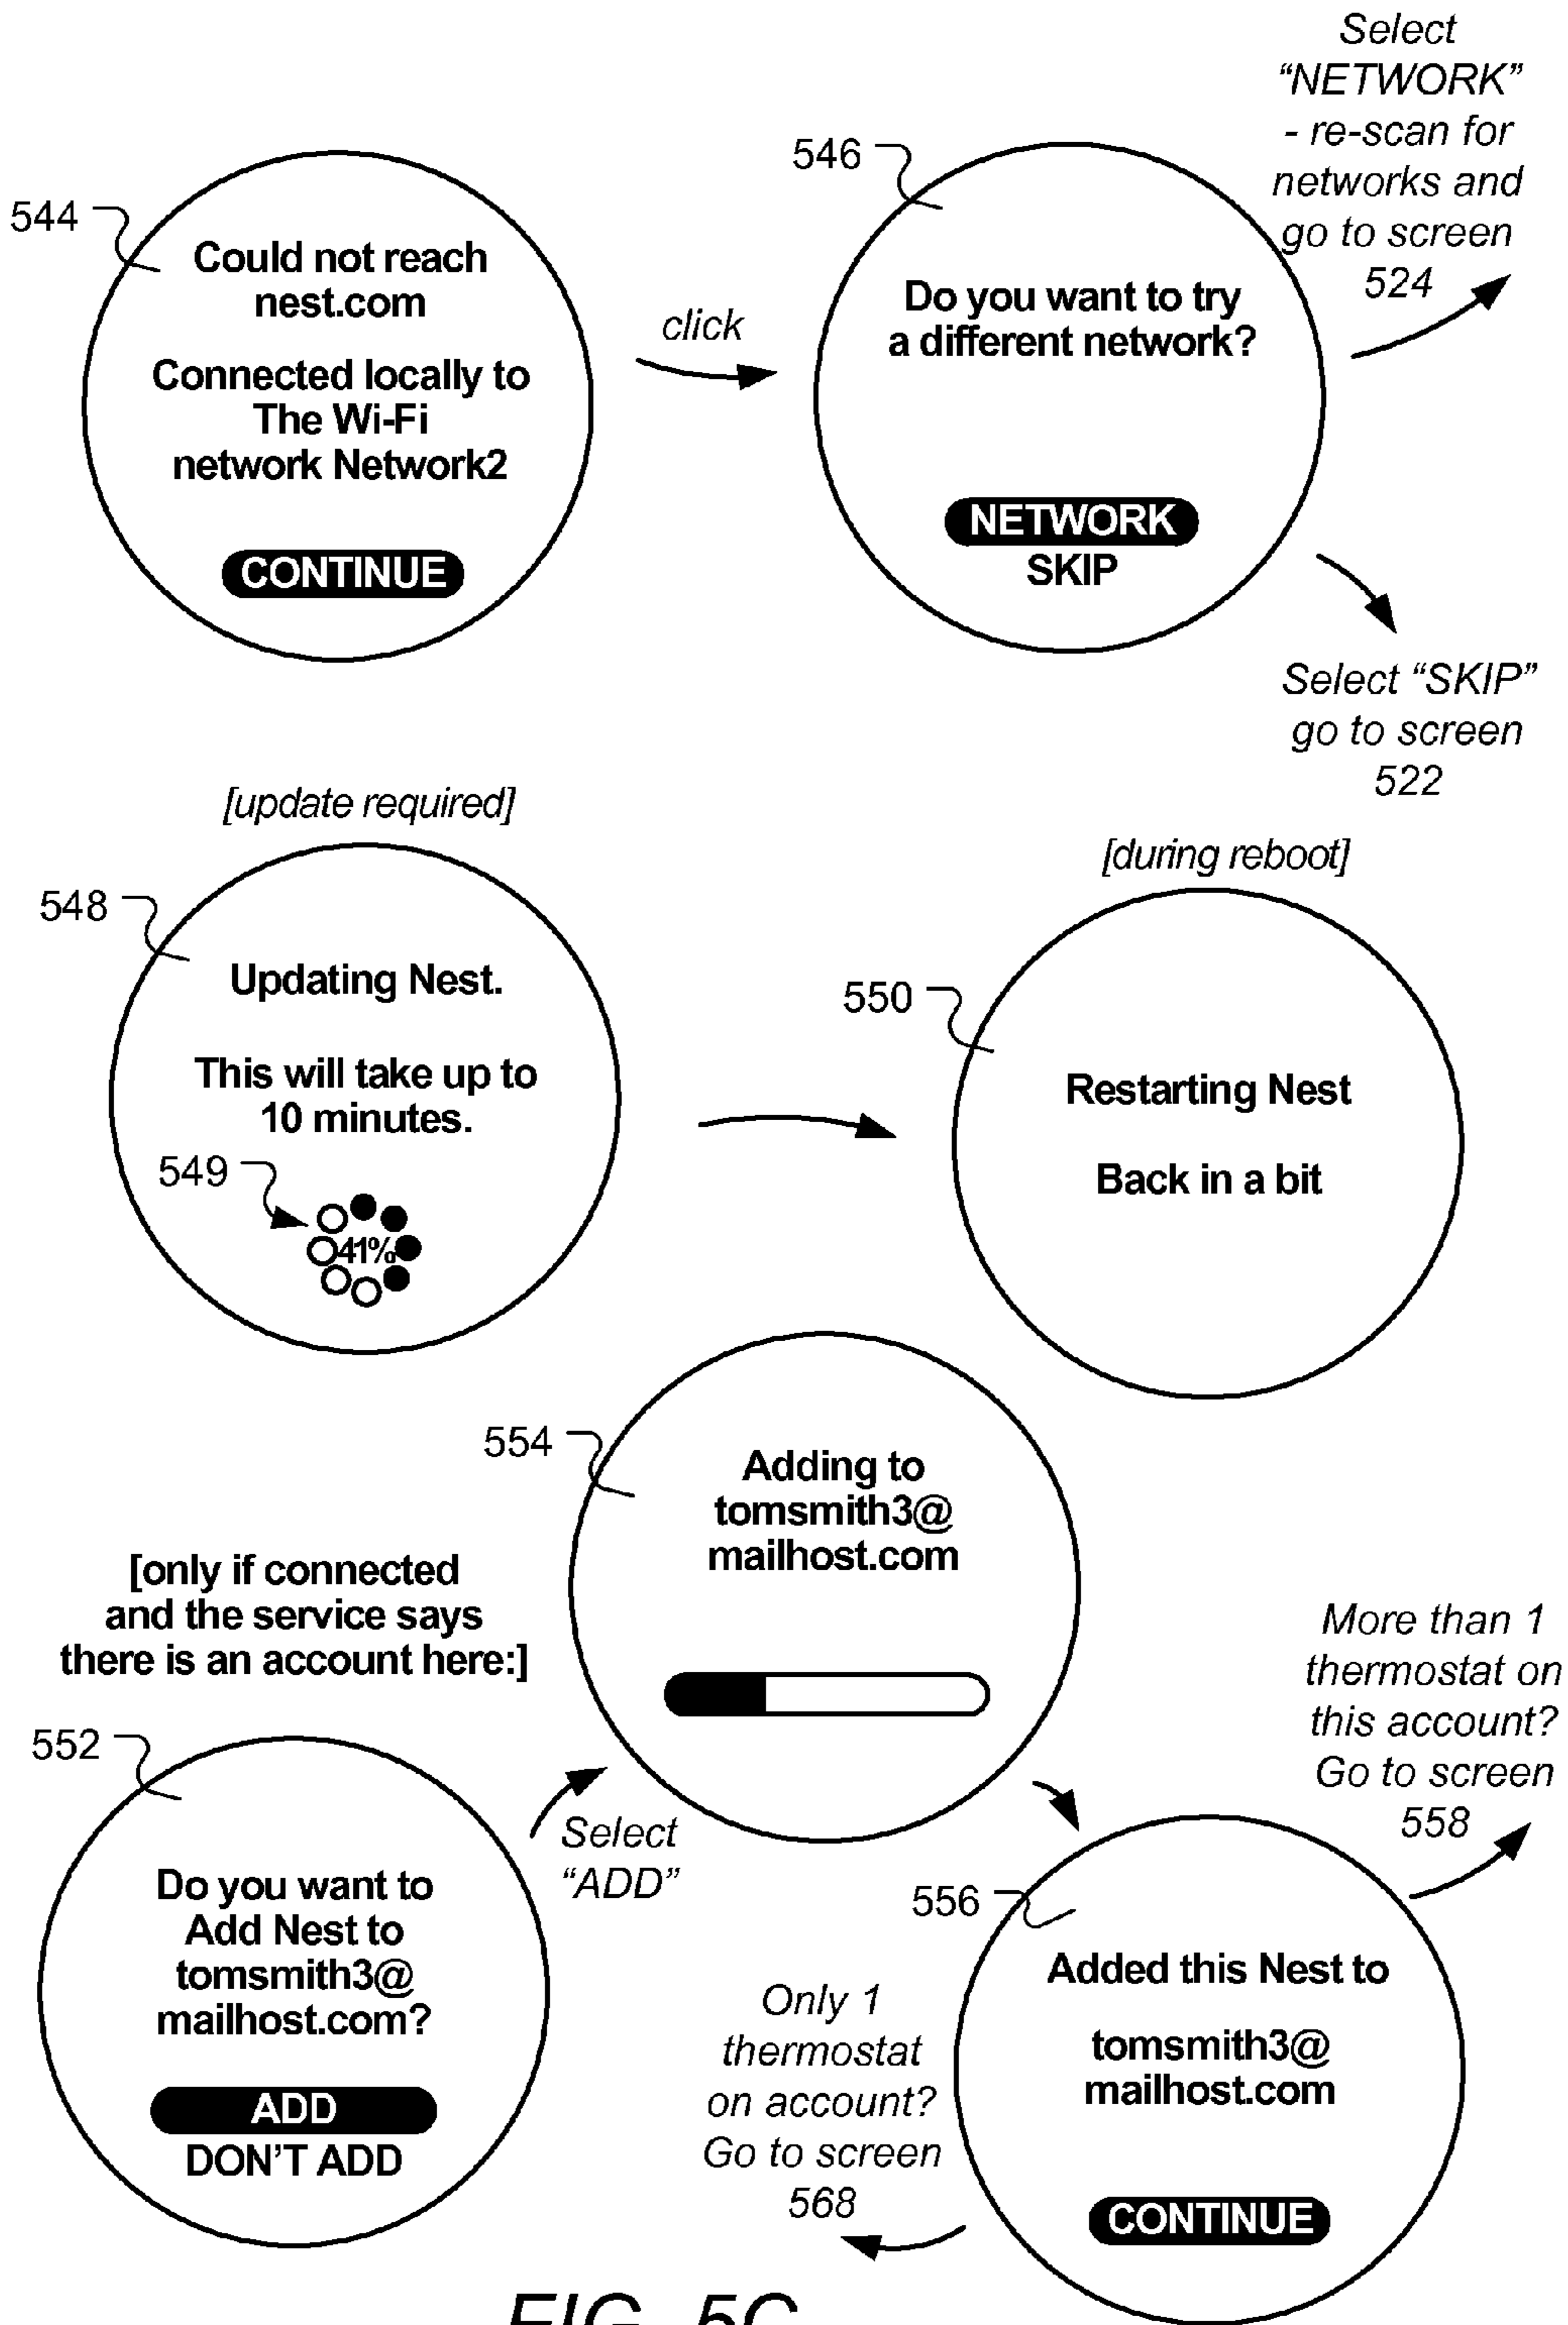 544
Could not reach
nest.com
Connected locally to
The Wi-Fi
network Network2
CONTINUE
click
546
Do you want to try
a different network?
NETWORK
SKIP
Select
“NETWORK”
- re-scan for
networks and
go to screen
524
Select “SKIP”
go to screen
522
[update required]
548
Updating Nest.
This will take up to
10 minutes.
549
41%
[during reboot]
550
Restarting Nest
Back in a bit
554
Adding to
tomsmith3@
mailhost.com
[only if connected
and the service says
there is an account here:]
552
Do you want to
Add Nest to
tomsmith3@
mailhost.com?
ADD
DON'T ADD
Select
“ADD”
More than 1
thermostat on
this account?
Go to screen
558
556
Added this Nest to
tomsmith3@
mailhost.com
CONTINUE
Only 1
thermostat
on account?
Go to screen
568
FIG. 5C